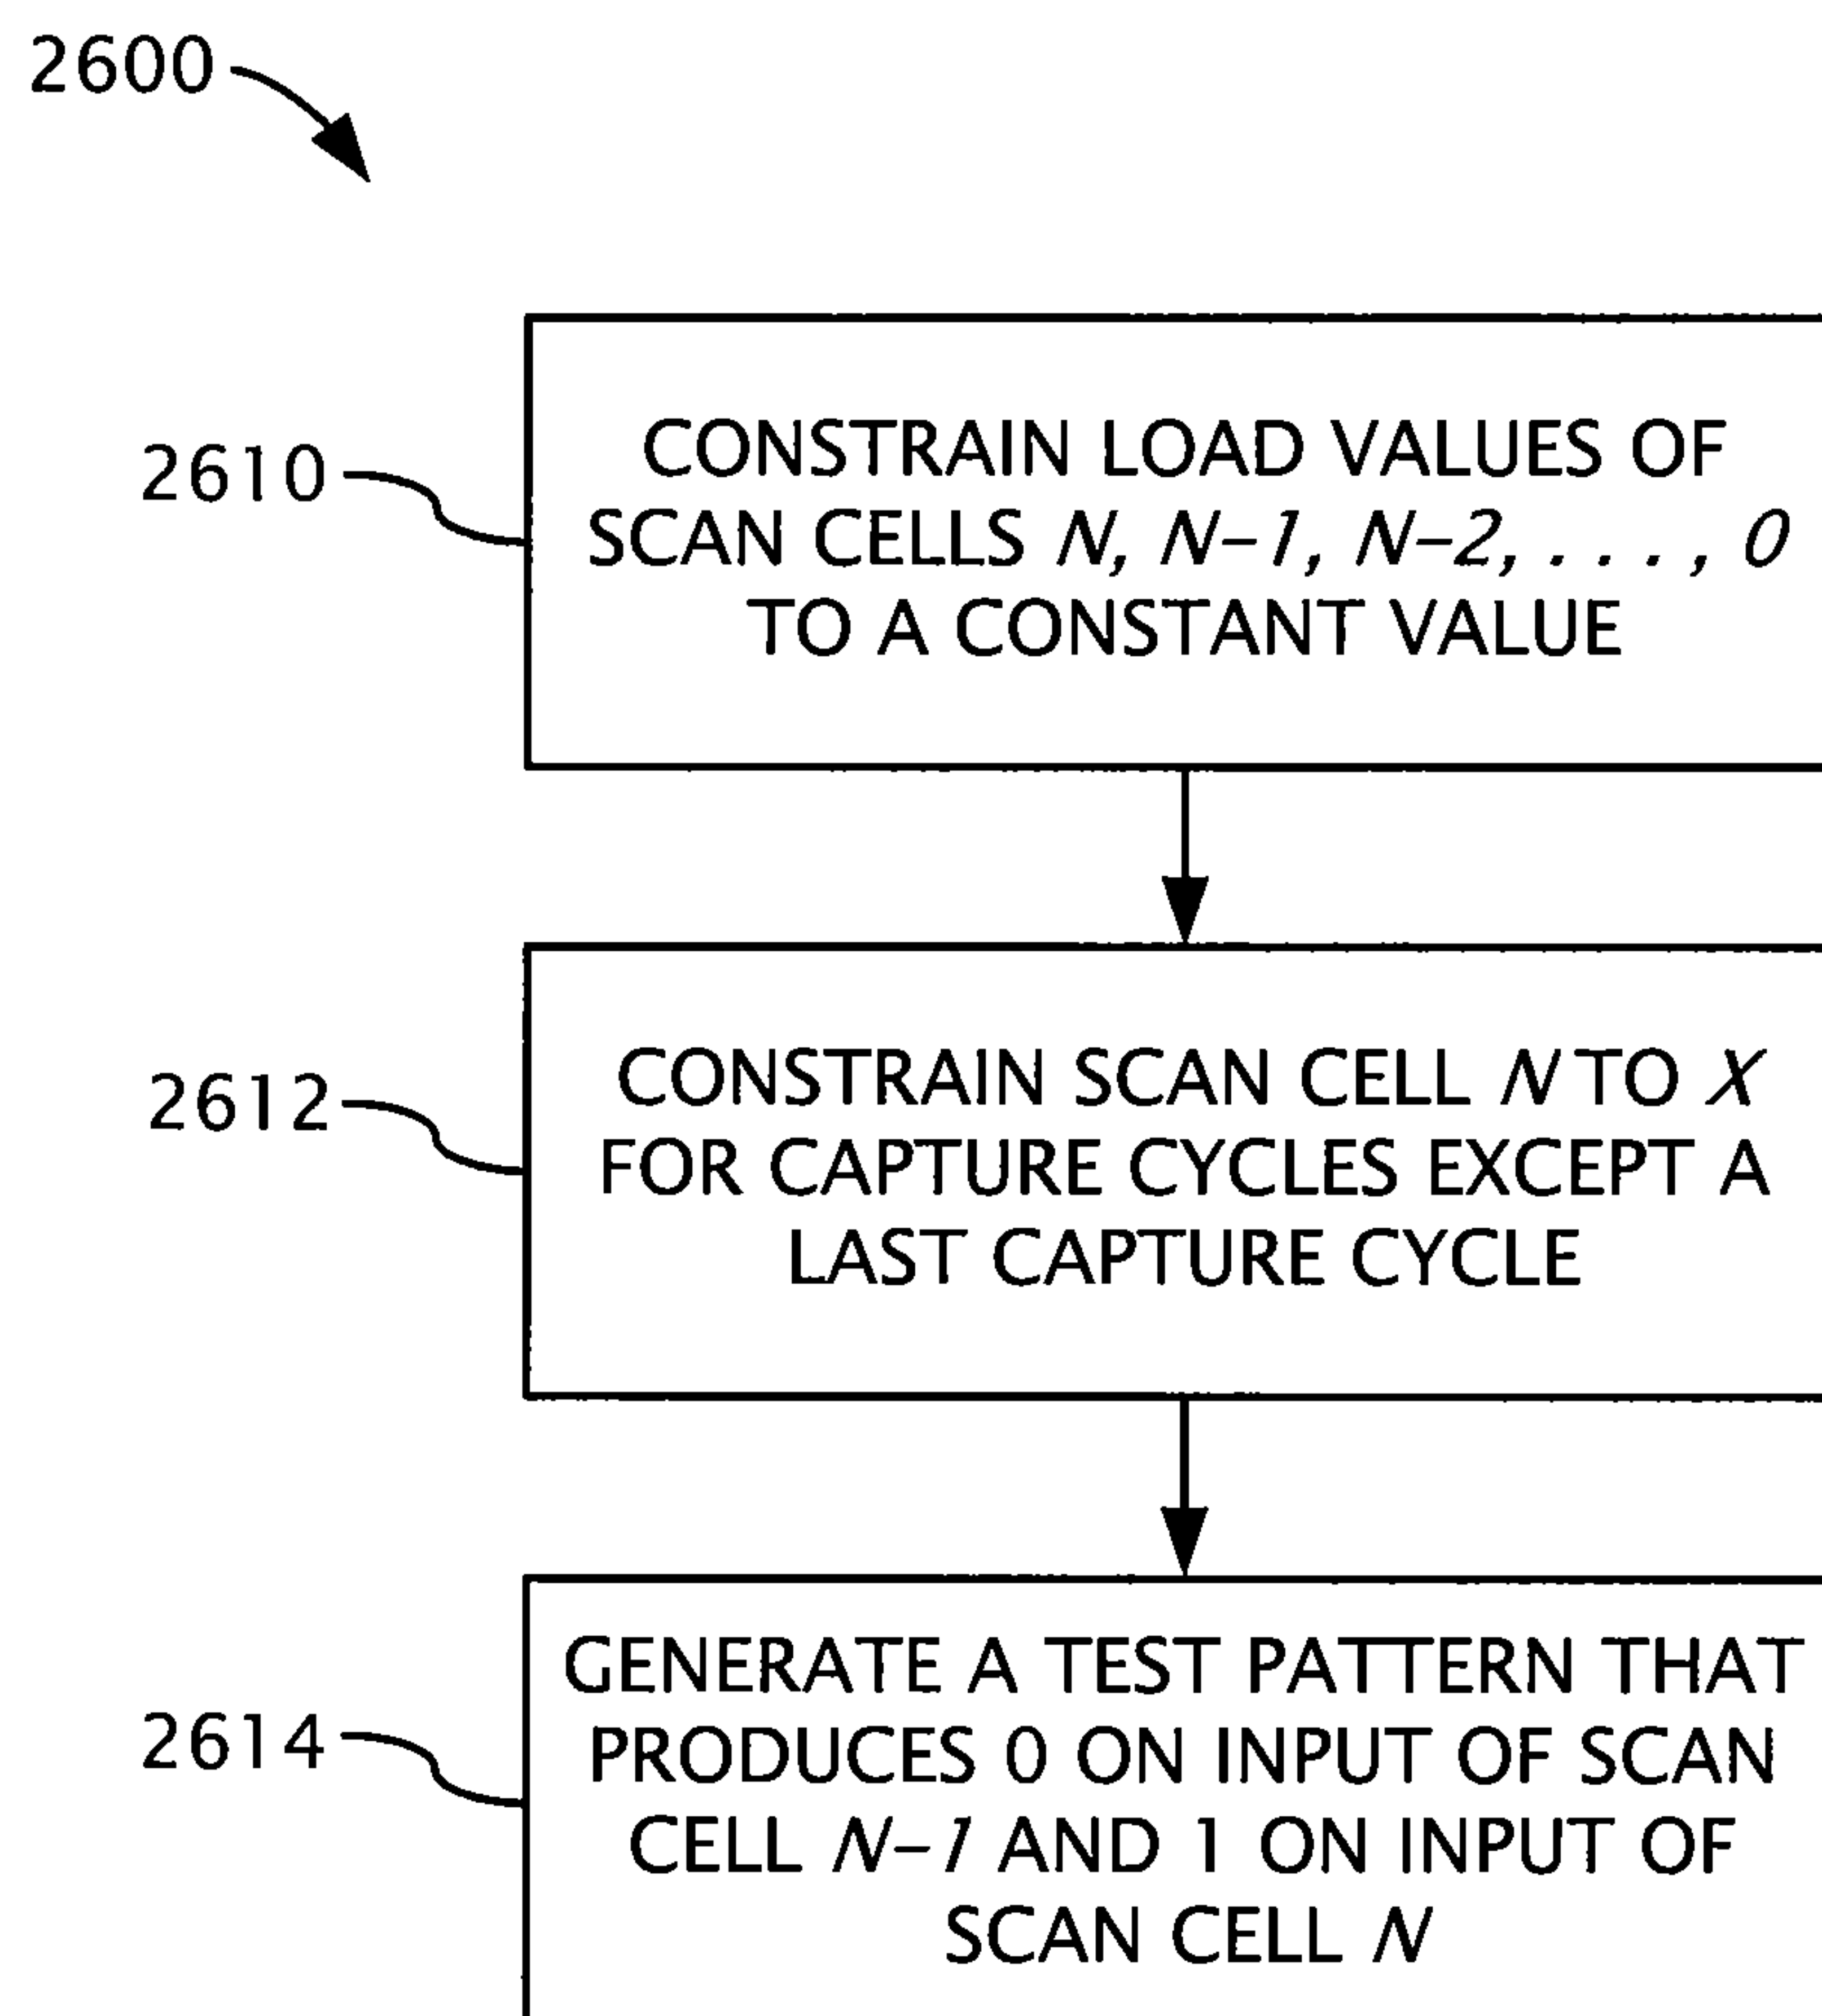 2600
2610
CONSTRAIN LOAD VALUES OF
SCAN CELLS N, N–1, N–2, . . . , 0
TO A CONSTANT VALUE
2612
CONSTRAIN SCAN CELL N TO X
FOR CAPTURE CYCLES EXCEPT A
LAST CAPTURE CYCLE
2614
GENERATE A TEST PATTERN THAT
PRODUCES 0 ON INPUT OF SCAN
CELL N–1 AND 1 ON INPUT OF
SCAN CELL N